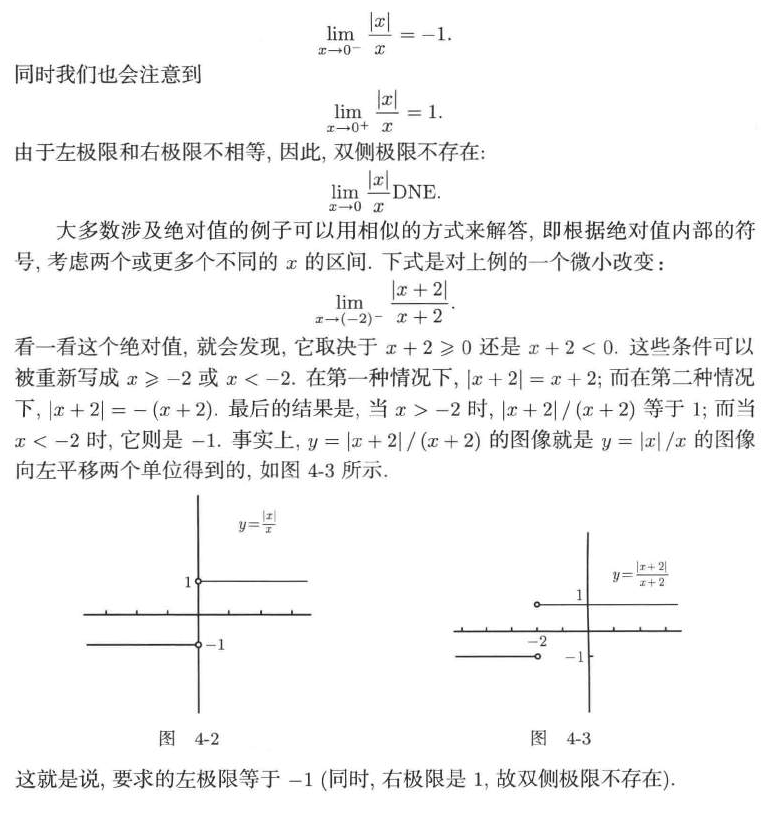 lim_{x→0⁻} |x|/x = −1.
同时我们也会注意到
lim_{x→0+} |x|/x = 1.
由于左极限和右极限不相等, 因此, 双侧极限不存在:
lim_{x→0} |x|/x DNE.
大多数涉及绝对值的例子可以用相似的方式来解答, 即根据绝对值内部的符
号, 考虑两个或更多个不同的 x 的区间. 下式是对上例的一个微小改变:
lim_{x→(−2)⁻} |x+2|/x+2.
看一看这个绝对值, 就会发现, 它取决于 x + 2 ⩾ 0 还是 x + 2 < 0. 这些条件可以
被重新写成 x ⩾ −2 或 x < −2. 在第一种情况下, |x + 2| = x + 2; 而在第二种情况
下, |x + 2| = − (x + 2). 最后的结果是, 当 x > −2 时, |x + 2| / (x + 2) 等于 1; 而当
x < −2 时, 它则是 −1. 事实上, y = |x + 2| / (x + 2) 的图像就是 y = |x| /x 的图像
向左平移两个单位得到的, 如图 4-3 所示.
y=|x|/x
1
−1
图 4-2
y=|x+2|/x+2
1
−2
−1
图 4-3
这就是说, 要求的左极限等于 −1 (同时, 右极限是 1, 故双侧极限不存在).